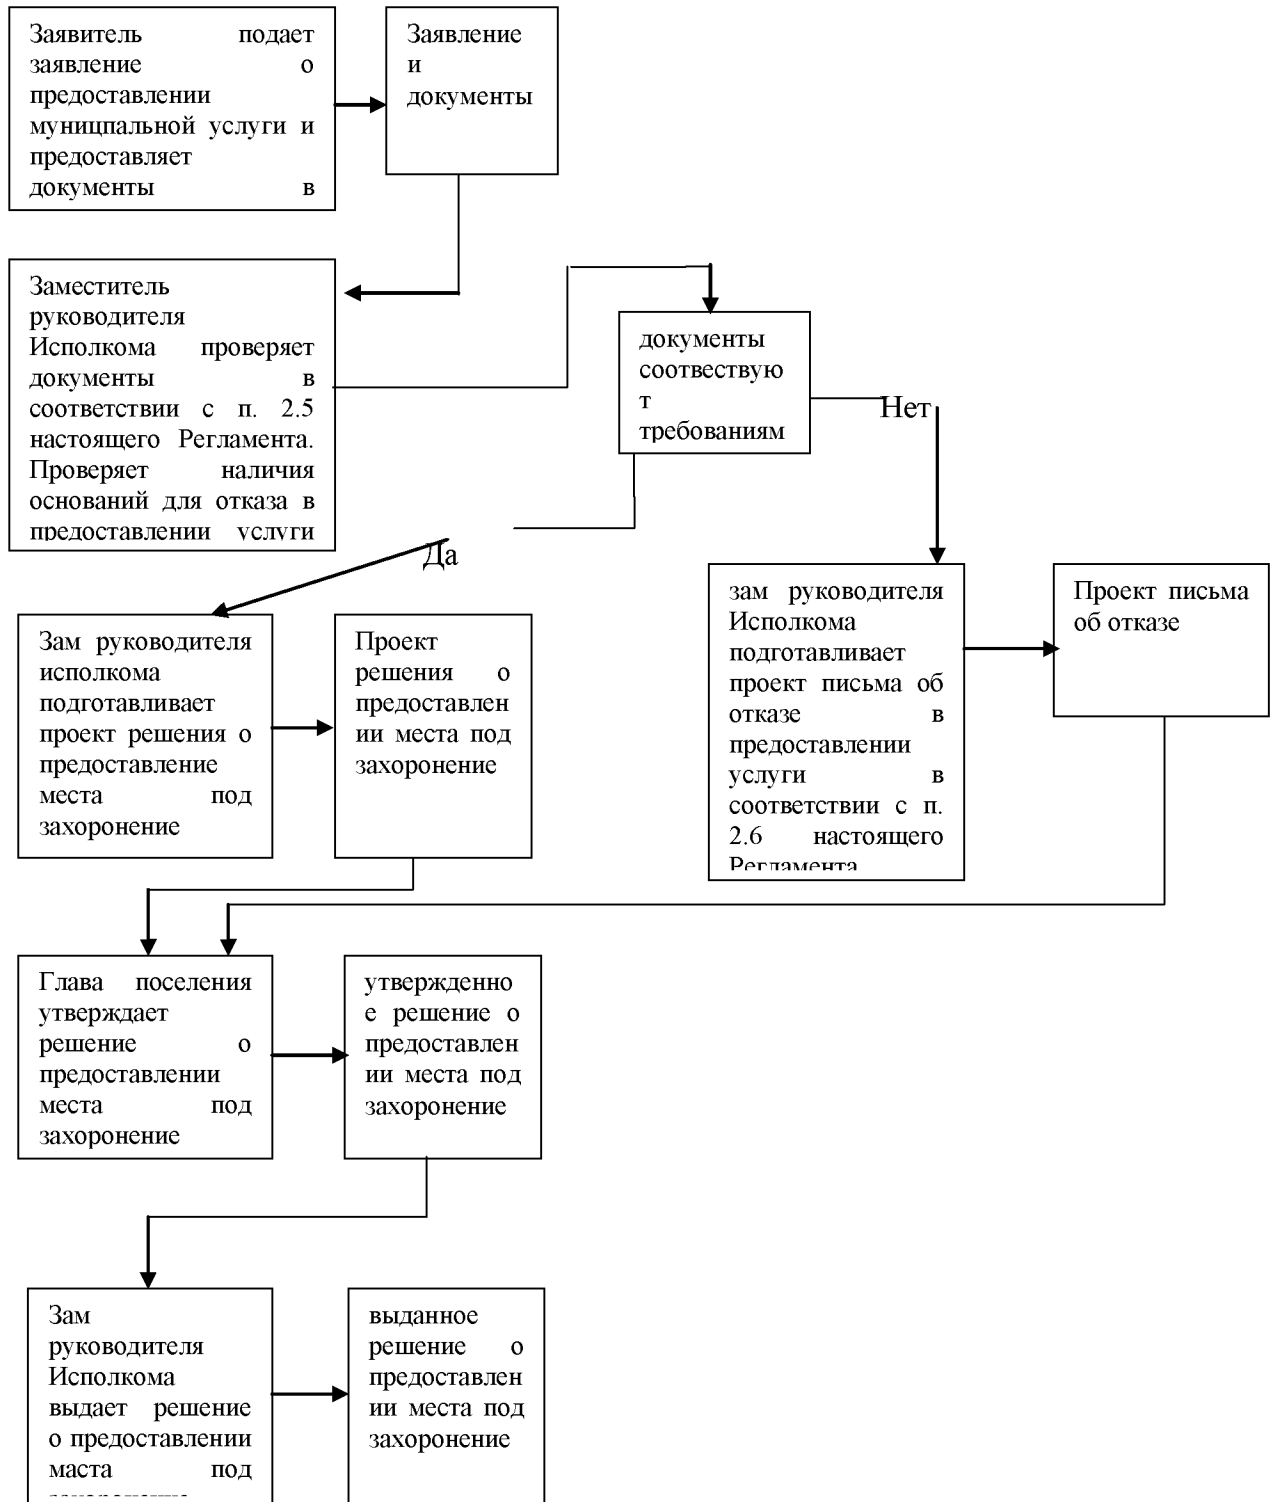 Заявитель подает
заявление о
предоставлении
муницпальной услуги и
предоставляет
документы в
Заявление
и
документы
Заместитель
руководителя
Исполкома проверяет
документы в
соответствии с п. 2.5
настоящего Регламента.
Проверяет наличия
оснований для отказа в
предоставлении услуги
документы
соотвествую
т
требованиям
Нет
Да
Зам руководителя
исполкома
подготавливает
проект решения о
предоставление
места под
захоронение
Проект
решения о
предоставлен
ии места под
захоронение
зам руководителя
Исполкома
подготавливает
проект письма об
отказе в
предоставлении
услуги в
соответствии с п.
2.6 настоящего
Регламента
Проект письма
об отказе
Глава поселения
утверждает
решение о
предоставлении
места под
захоронение
утвержденно
е решение о
предоставлен
ии места под
захоронение
Зам
руководителя
Исполкома
выдает решение
о предоставлении
маста под
выданное
решение о
предоставлен
ии места под
захоронение